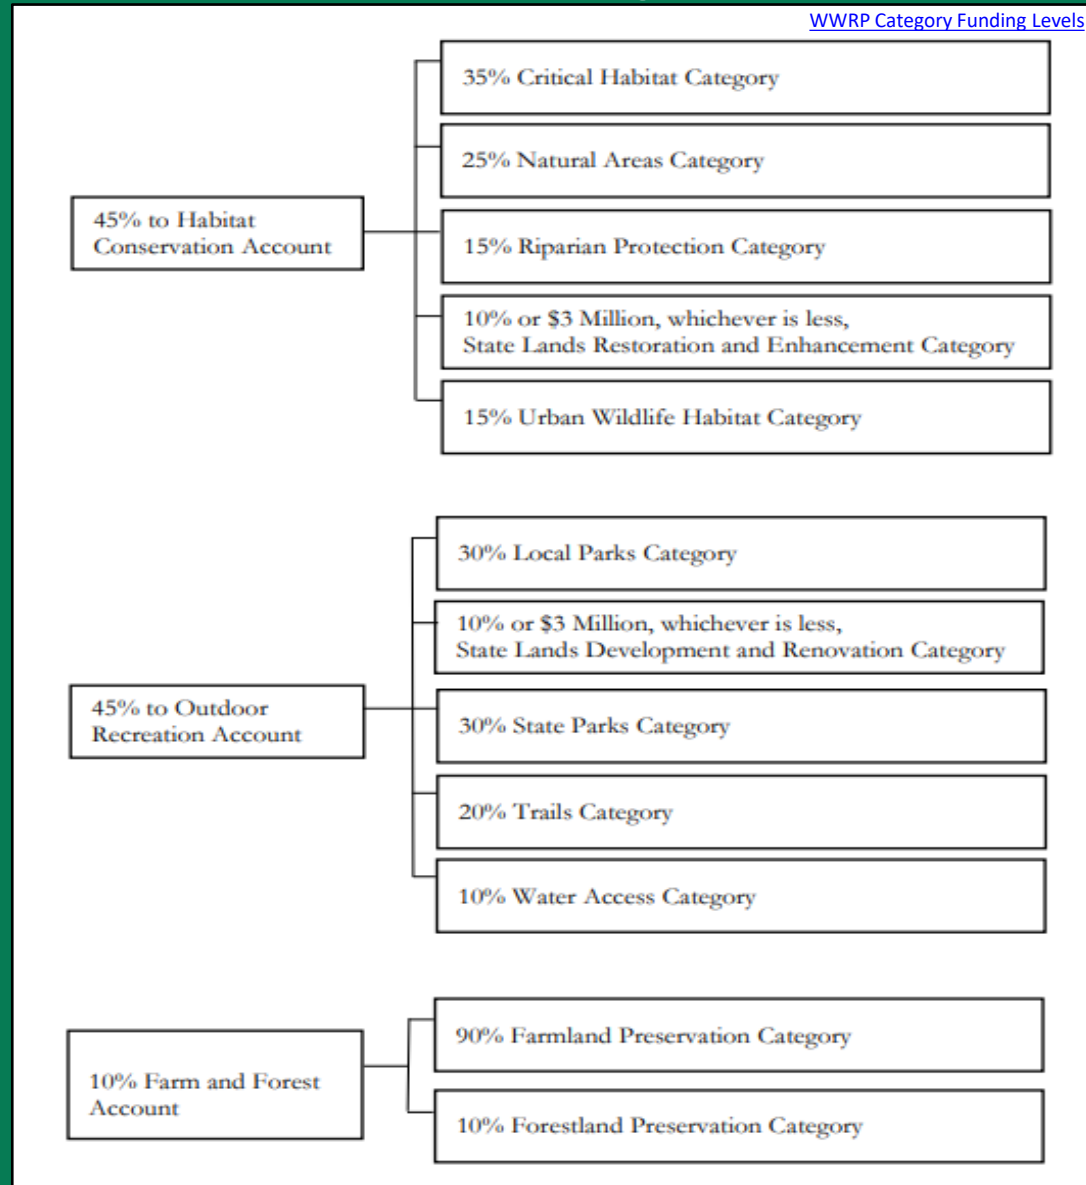 WWRP Category Funding Levels
35% Critical Habitat Category
25% Natural Areas Category
45% to Habitat
Conservation Account
15% Riparian Protection Category
10% or $3 Million, whichever is less,
State Lands Restoration and Enhancement Category
15% Urban Wildlife Habitat Category
30% Local Parks Category
10% or $3 Million, whichever is less,
State Lands Development and Renovation Category
45% to Outdoor
Recreation Account
30% State Parks Category
20% Trails Category
10% Water Access Category
90% Farmland Preservation Category
10% Farm and Forest
Account
10% Forestland Preservation Category